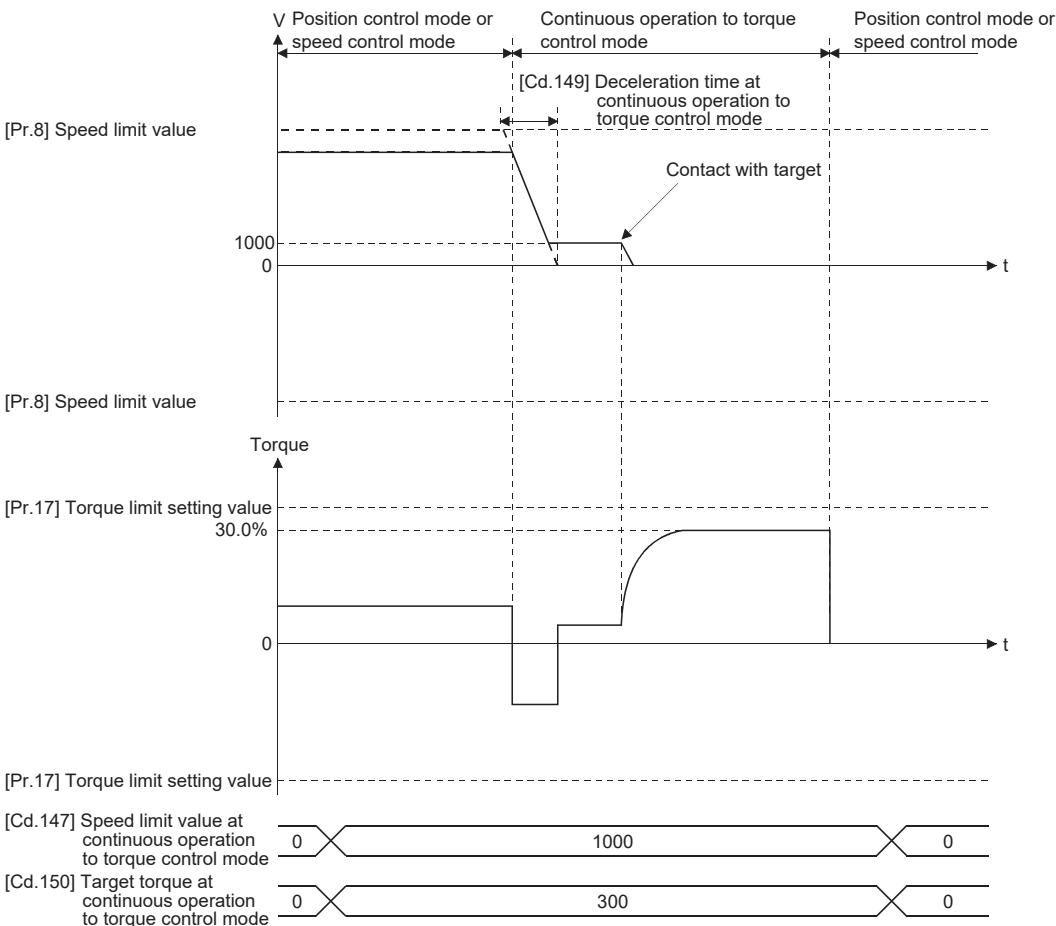 V
Position control mode or
speed control mode
Continuous operation to torque
control mode
Position control mode or
speed control mode
[Cd.149] Deceleration time at
continuous operation to
torque control mode
[Pr.8] Speed limit value
Contact with target
1000
0
t
[Pr.8] Speed limit value
Torque
[Pr.17] Torque limit setting value
30.0%
0
t
[Pr.17] Torque limit setting value
[Cd.147] Speed limit value at
continuous operation
to torque control mode
0
1000
0
[Cd.150] Target torque at
continuous operation
to torque control mode
0
300
0